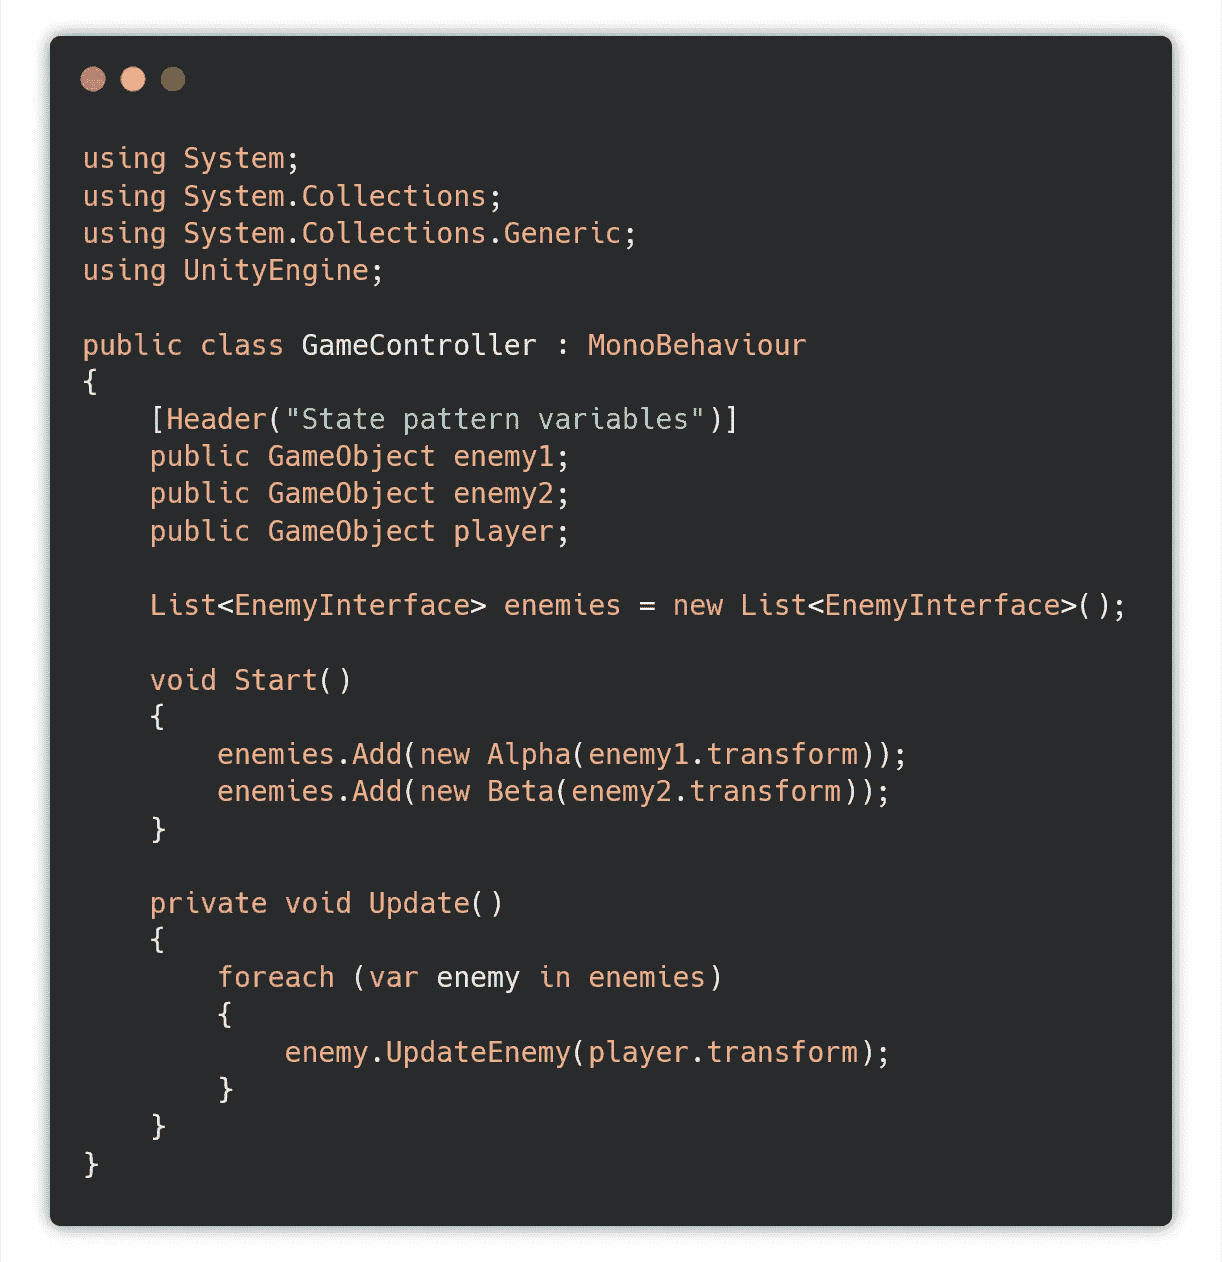 using System;
using System.Collections;
using System.Collections.Generic;
using UnityEngine;
public class GameController : MonoBehaviour
{
[Header("State pattern variables")]
public GameObject enemy1;
public GameObject enemy2;
public GameObject player;
List<EnemyInterface> enemies = new List<EnemyInterface>();
void Start()
{
enemies.Add(new Alpha(enemy1.transform));
enemies.Add(new Beta(enemy2.transform));
}
private void Update()
{
foreach (var enemy in enemies)
{
enemy.UpdateEnemy(player.transform);
}
}
}